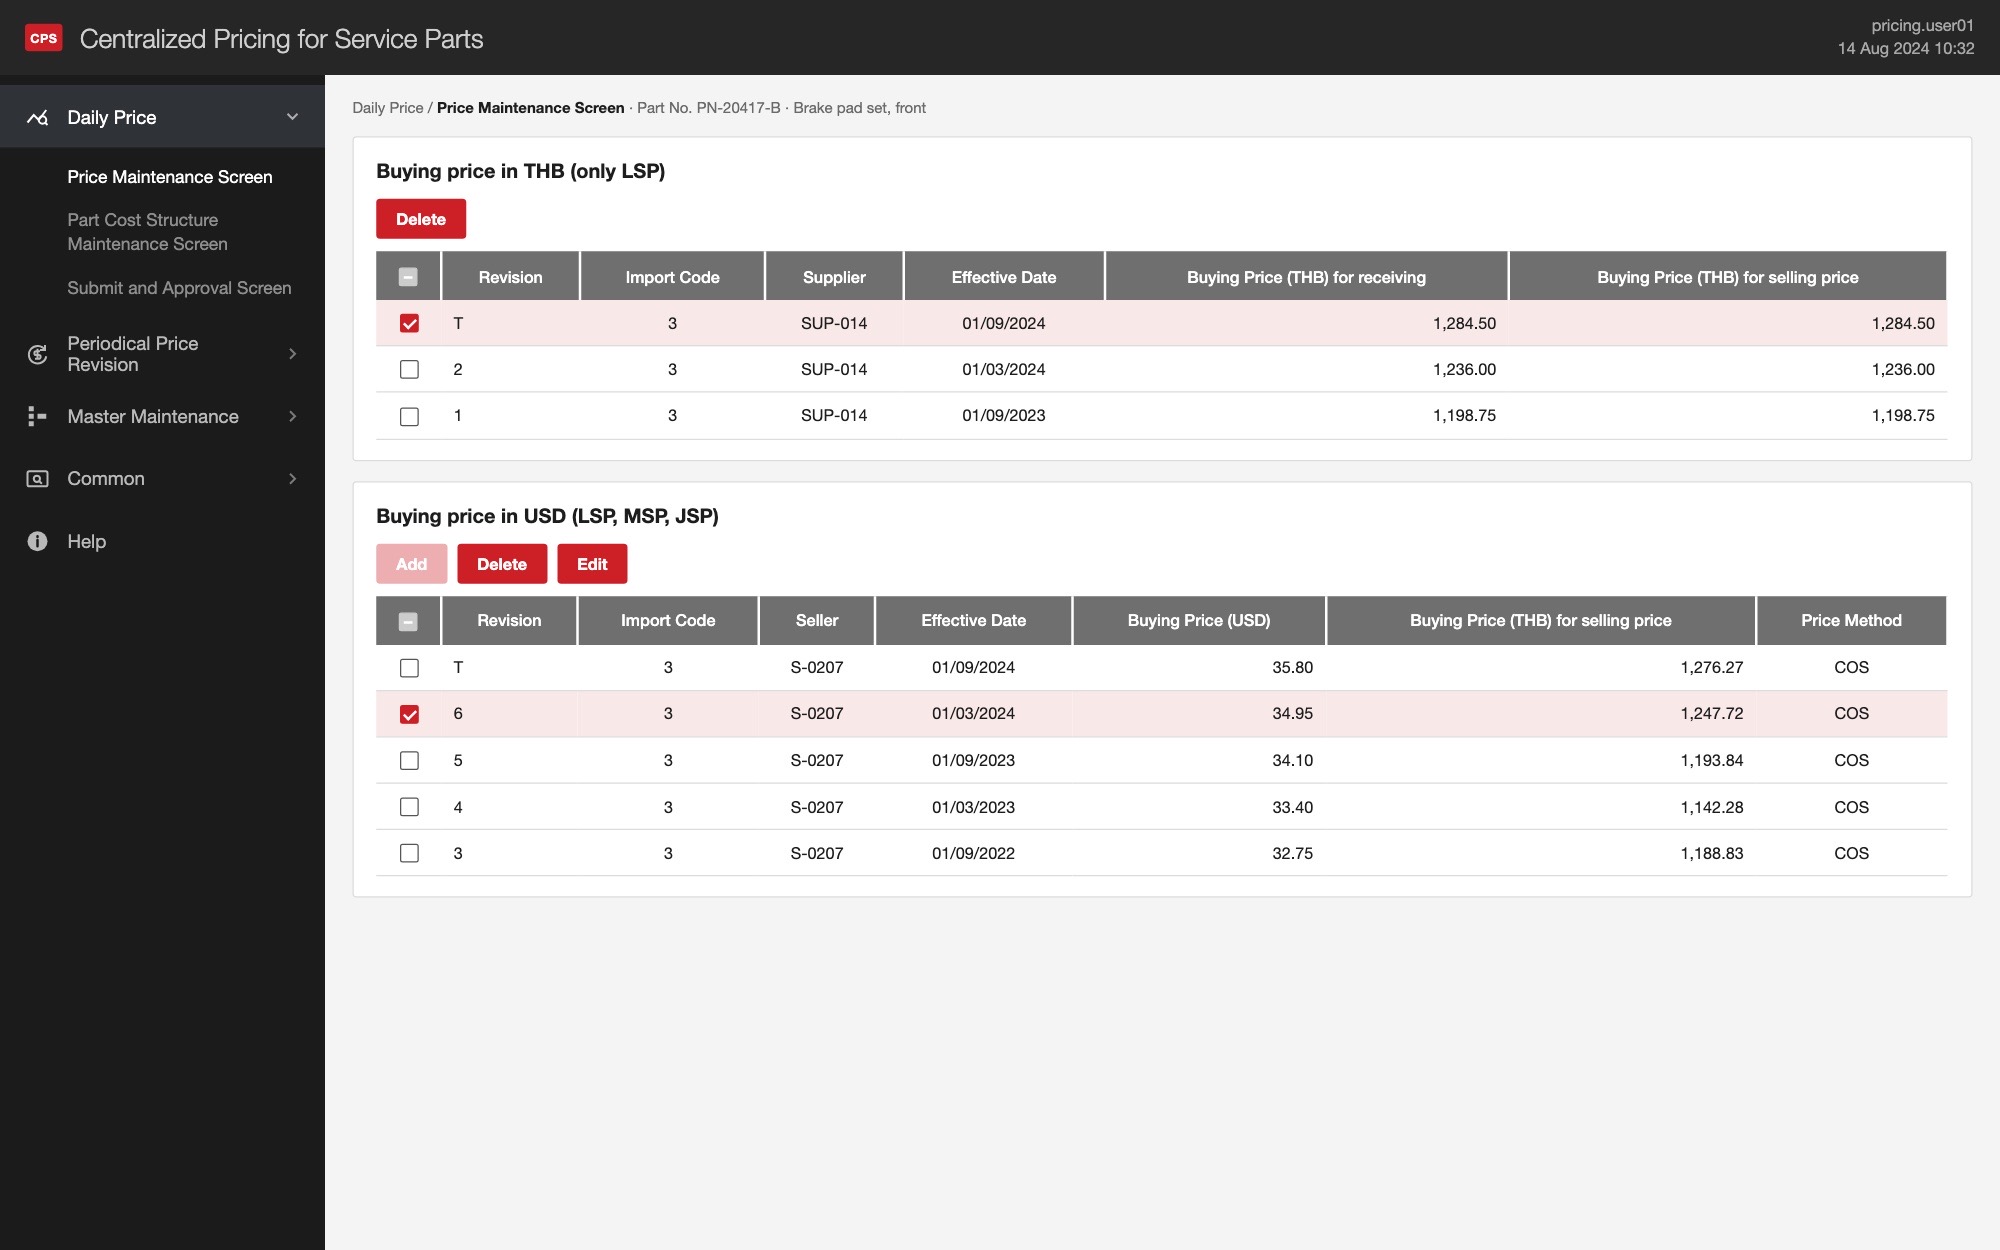 CPS Centralized Pricing for Service Parts
pricing.user01
14 Aug 2024 10:32
Daily Price
Price Maintenance Screen
Part Cost Structure
Maintenance Screen
Submit and Approval Screen
Periodical Price
Revision
Master Maintenance
Common
Help
Daily Price / Price Maintenance Screen · Part No. PN-20417-B · Brake pad set, front
Buying price in THB (only LSP)
Delete
Revision Import Code Supplier Effective Date Buying Price (THB) for receiving Buying Price (THB) for selling price
T 3 SUP-014 01/09/2024 1,284.50 1,284.50
2 3 SUP-014 01/03/2024 1,236.00 1,236.00
1 3 SUP-014 01/09/2023 1,198.75 1,198.75
Buying price in USD (LSP, MSP, JSP)
Add Delete Edit
Revision Import Code Seller Effective Date Buying Price (USD) Buying Price (THB) for selling price Price Method
T 3 S-0207 01/09/2024 35.80 1,276.27 COS
6 3 S-0207 01/03/2024 34.95 1,247.72 COS
5 3 S-0207 01/09/2023 34.10 1,193.84 COS
4 3 S-0207 01/03/2023 33.40 1,142.28 COS
3 3 S-0207 01/09/2022 32.75 1,188.83 COS